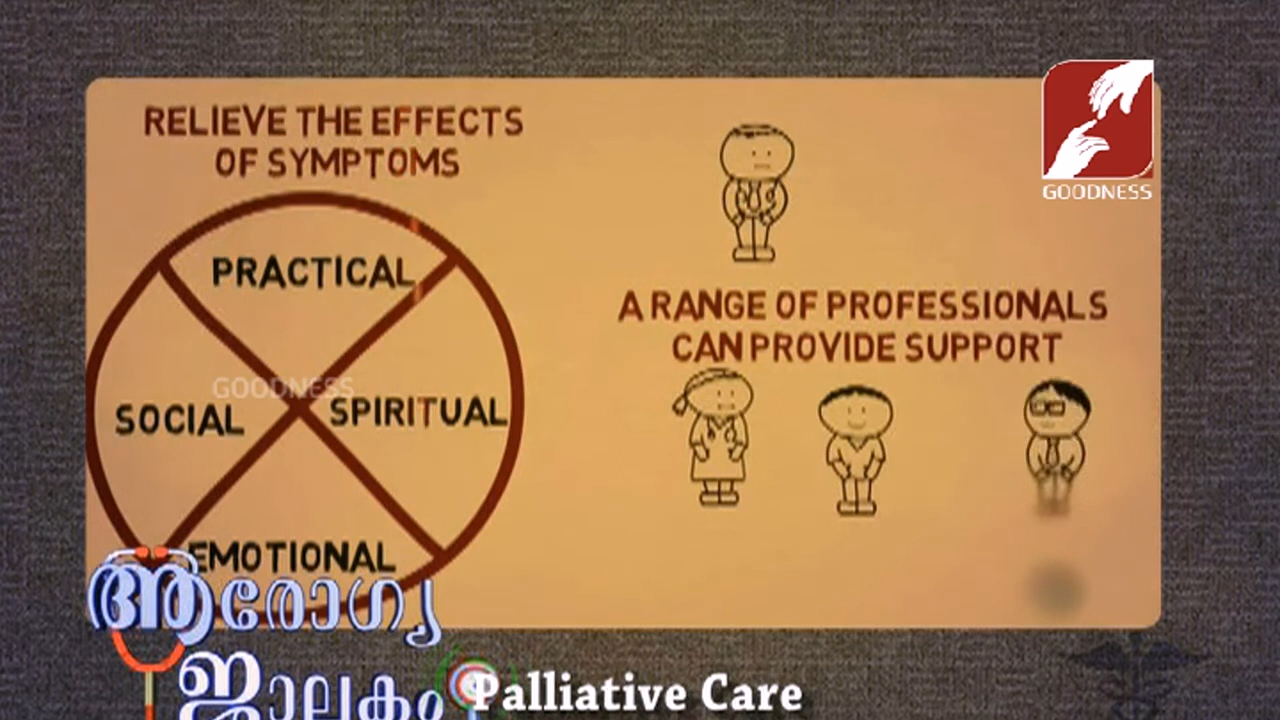 RELIEVE THE EFFECTS
OF SYMPTOMS
PRACTICAL
SOCIAL
SPIRITUAL
EMOTIONAL
GOODNESS
A RANGE OF PROFESSIONALS
CAN PROVIDE SUPPORT
GOODNESS
ആരോഗ്യ
ജാലകം
Palliative Care